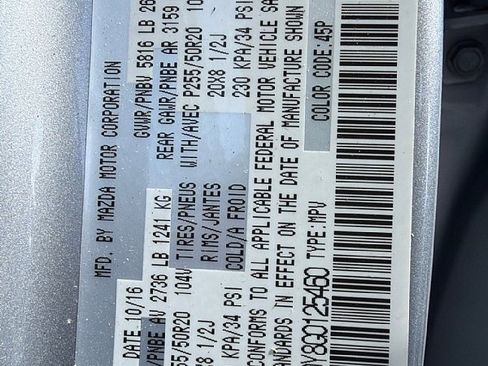 MFD. BY MAZDA MOTOR CORPORATION
DATE 10/16 GVWR/PNBV 5816 LB 26
/PNBE AV 2736 LB 1241 KG REAR GAWR/PNBE AR 3159
55/50R20 104V TIRES/PNEUS WITH/AVEC P255/50R20 10
X8 1/2J RIMS/JANTES 20X8 1/2J
KPA/34 PSI COLD/A FROID 230 KPA/34 PSI
CONFORMS TO ALL APPLICABLE FEDERAL MOTOR VEHICLE SA
NDARDS IN EFFECT ON THE DATE OF MANUFACTURE SHOWN
Y8G0125460 TYPE:MPV COLOR CODE:45P